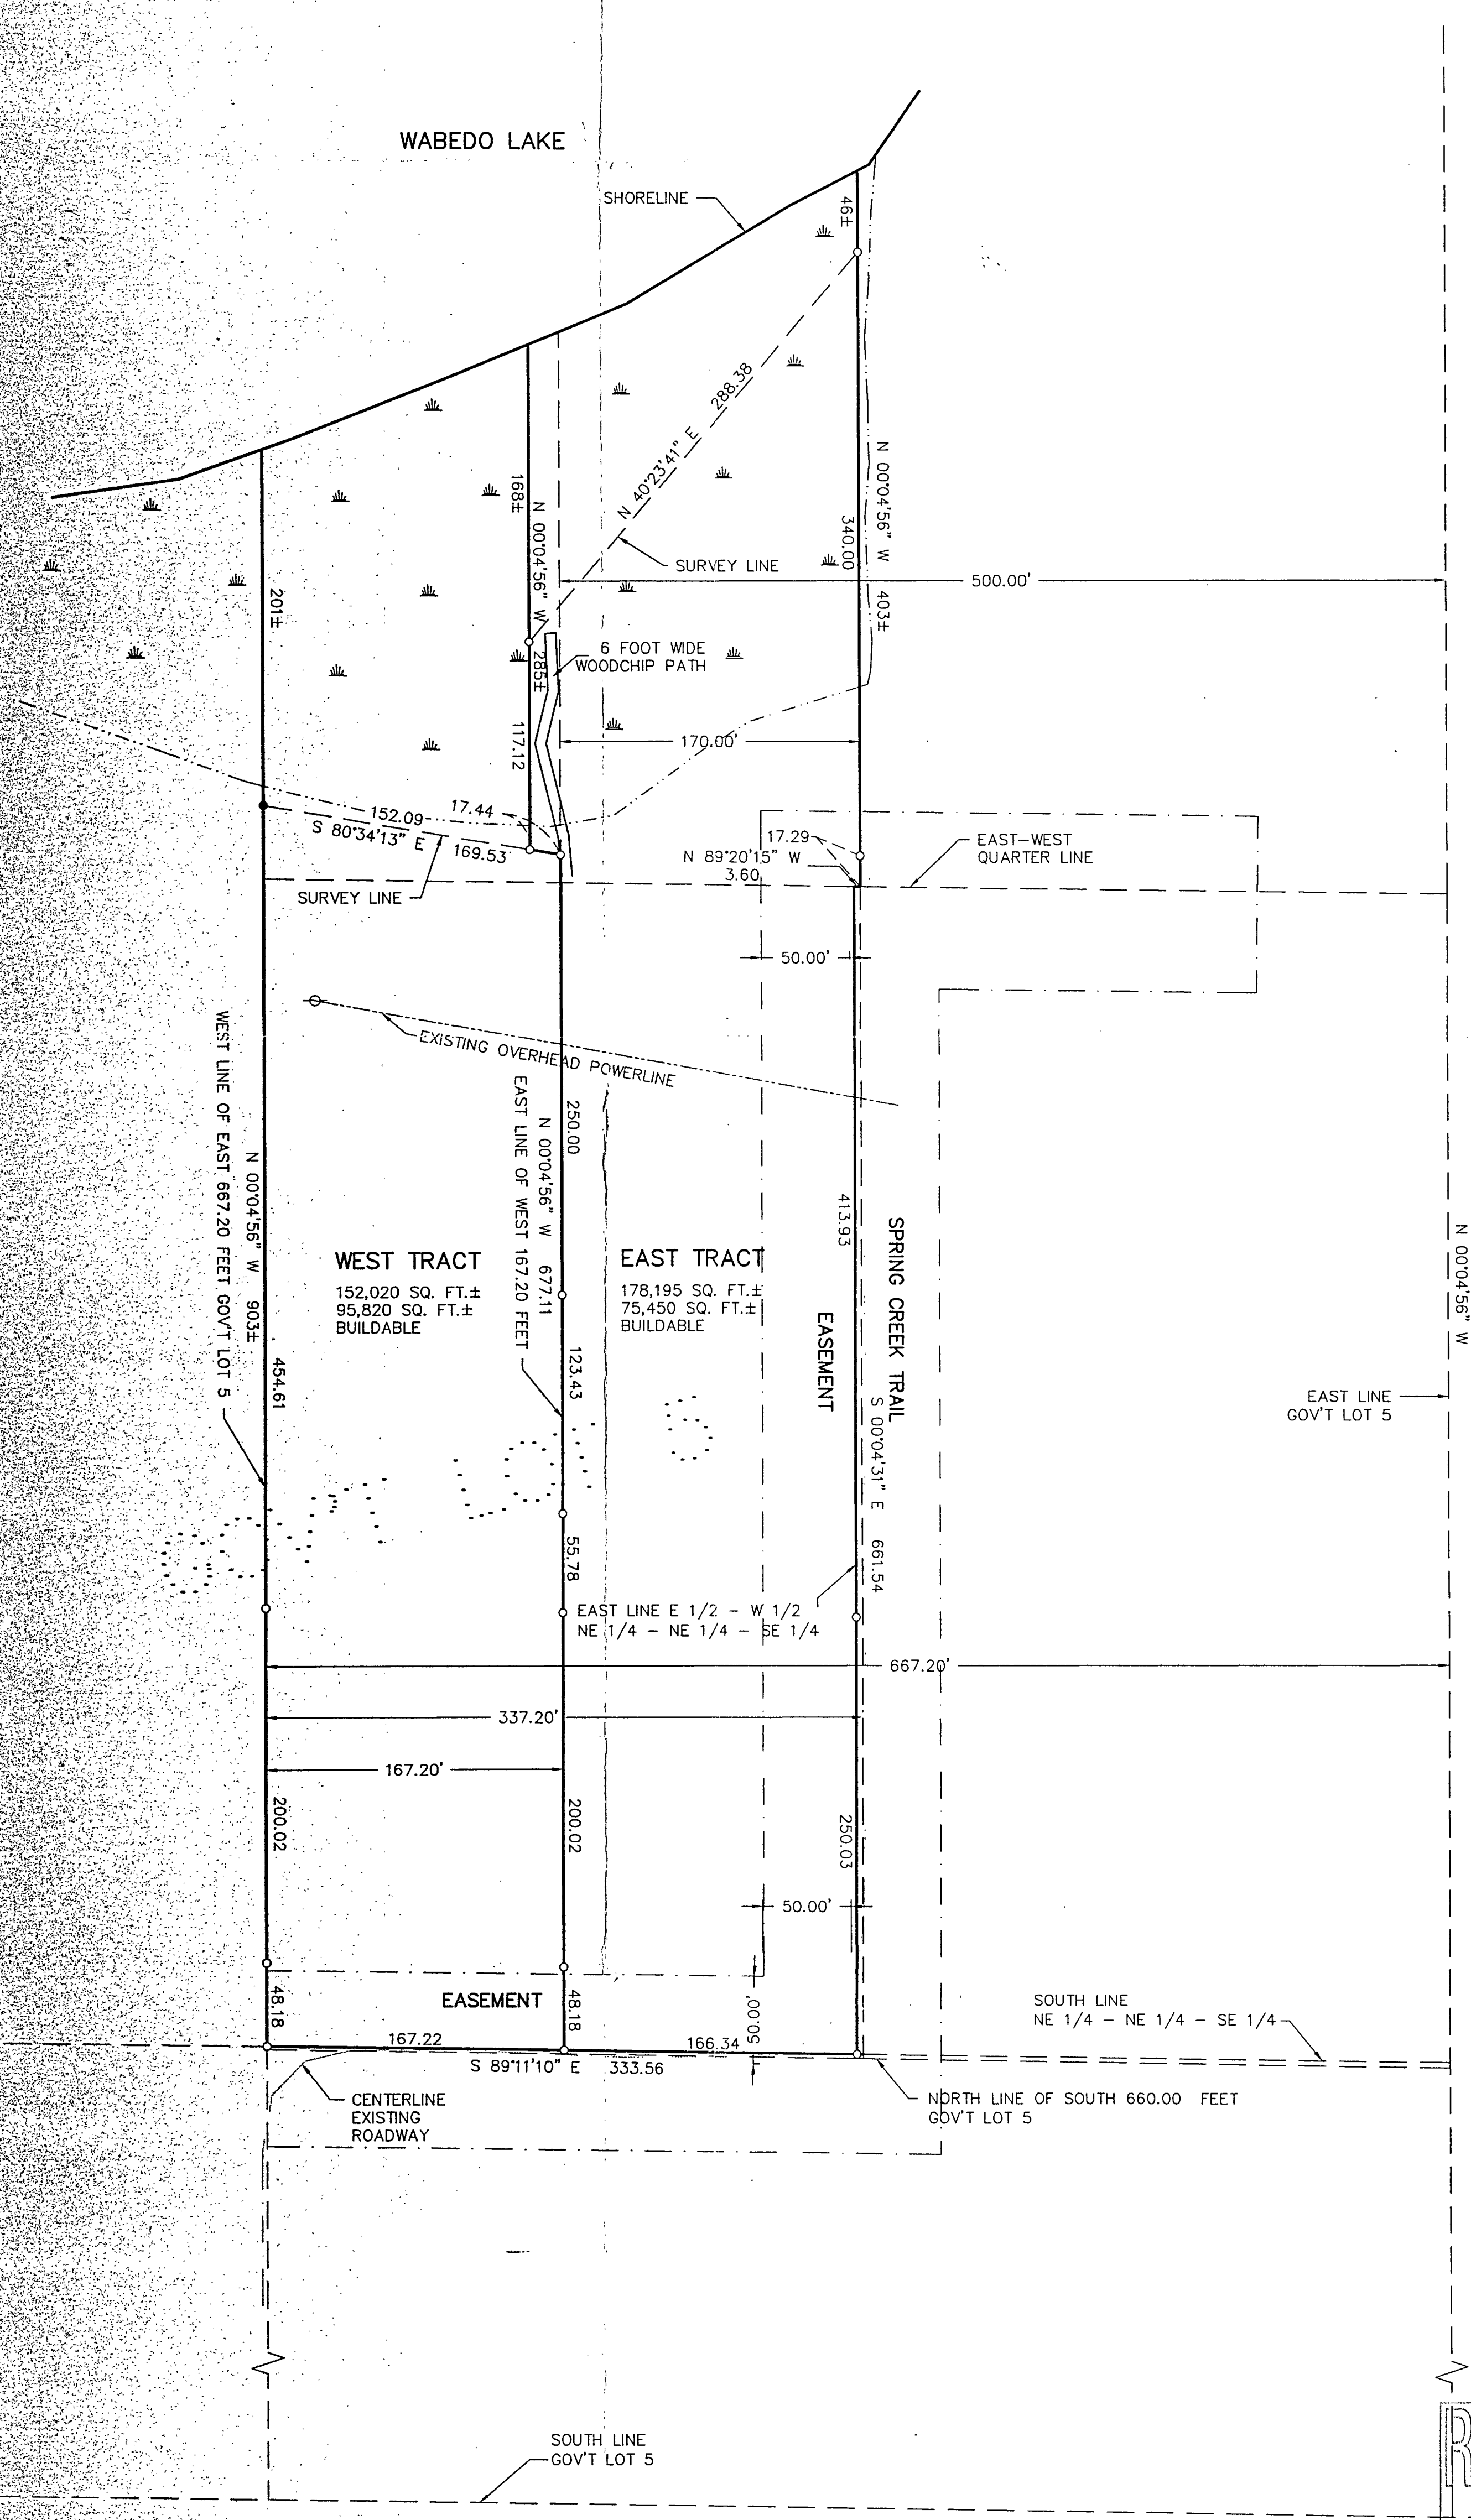 WABEDO LAKE
SHORELINE
46±
288.38
N 40°23'41" E
N 00°04'56" W 403±
340.00
168±
N 00°04'56" W 285±
SURVEY LINE
500.00'
201±
6 FOOT WIDE
WOODCHIP PATH
117.12
170.00'
152.09
17.44
S 80°34'13" E 169.53
17.29
N 89°20'15" W
3.60
EAST-WEST
QUARTER LINE
SURVEY LINE
50.00'
EXISTING OVERHEAD POWERLINE
WEST LINE OF EAST 667.20 FEET GOV'T LOT 5
N 00°04'56" W 903±
EAST LINE OF WEST 167.20 FEET
N 00°04'56" W 677.11
250.00
413.93
SPRING CREEK TRAIL
EASEMENT
N 00°04'56" W
WEST TRACT
152,020 SQ. FT.±
95,820 SQ. FT.±
BUILDABLE
EAST TRACT
178,195 SQ. FT.±
75,450 SQ. FT.±
BUILDABLE
454.61
123.43
S 00°04'31" E 661.54
EAST LINE
GOV'T LOT 5
GOV'T LOT 5
55.78
EAST LINE E 1/2 - W 1/2
NE 1/4 - NE 1/4 - SE 1/4
667.20'
337.20'
167.20'
200.02
200.02
250.03
50.00'
48.18
EASEMENT
48.18
50.00'
SOUTH LINE
NE 1/4 - NE 1/4 - SE 1/4
167.22
166.34
S 89°11'10" E 333.56
CENTERLINE
EXISTING
ROADWAY
NORTH LINE OF SOUTH 660.00 FEET
GOV'T LOT 5
SOUTH LINE
GOV'T LOT 5